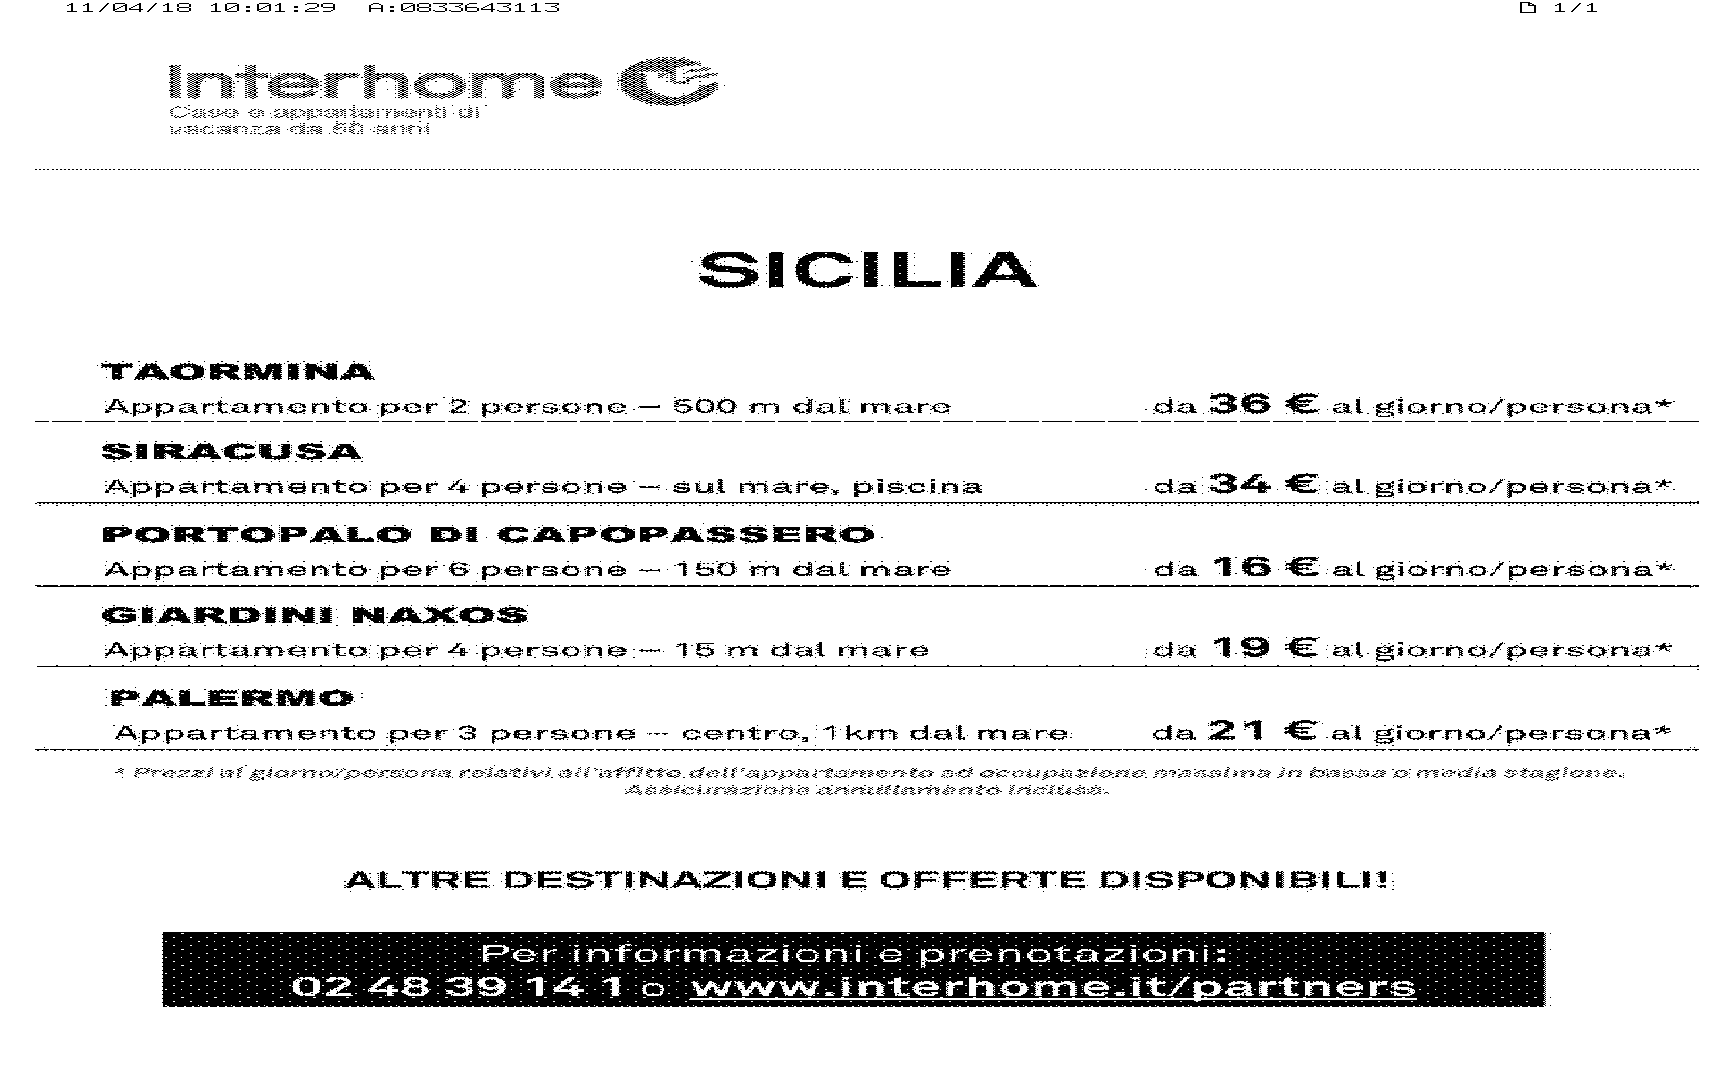 11/04/18 10:01:29 A:0833643113 1/1
Interhome
Case e appartamenti di
vacanza da 50 anni
SICILIA
TAORMINA
Appartamento per 2 persone – 500 m dal mare da 36 € al giorno/persona*
SIRACUSA
Appartamento per 4 persone – sul mare, piscina da 34 € al giorno/persona*
PORTOPALO DI CAPOPASSERO
Appartamento per 6 persone – 150 m dal mare da 16 € al giorno/persona*
GIARDINI NAXOS
Appartamento per 4 persone – 15 m dal mare da 19 € al giorno/persona*
PALERMO
Appartamento per 3 persone – centro, 1km dal mare da 21 € al giorno/persona*
* Prezzi al giorno/persona relativi all'affitto dell'appartamento ad occupazione massima in bassa o media stagione.
Assicurazione annullamento inclusa.
ALTRE DESTINAZIONI E OFFERTE DISPONIBILI!
Per informazioni e prenotazioni:
02 48 39 14 1 o www.interhome.it/partners